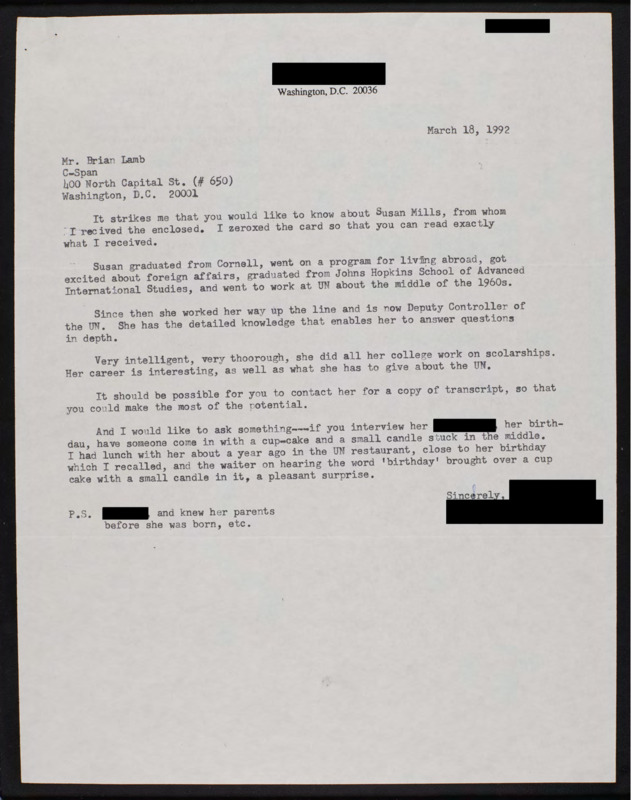 Washington, D.C. 20036
March 18, 1992
Mr. Brian Lamb
C-Span
400 North Capital St. (# 650)
Washington, D.C. 20001
It strikes me that you would like to know about Susan Mills, from whom
I recived the enclosed. I zeroxed the card so that you can read exactly
what I received.
Susan graduated from Cornell, went on a program for living abroad, got
excited about foreign affairs, graduated from Johns Hopkins School of Advanced
International Studies, and went to work at UN about the middle of the 1960s.
Since then she worked her way up the line and is now Deputy Controller of
the UN. She has the detailed knowledge that enables her to answer questions
in depth.
Very intelligent, very thoorough, she did all her college work on scolarships.
Her career is interesting, as well as what she has to give about the UN.
It should be possible for you to contact her for a copy of transcript, so that
you could make the most of the potential.
And I would like to ask something---if you interview her her birth-
dau, have someone come in with a cup-cake and a small candle stuck in the middle.
I had lunch with her about a year ago in the UN restaurant, close to her birthday
which I recalled, and the waiter on hearing the word 'birthday' brought over a cup
cake with a small candle in it, a pleasant surprise.
Sincerely,
P.S. and knew her parents
before she was born, etc.